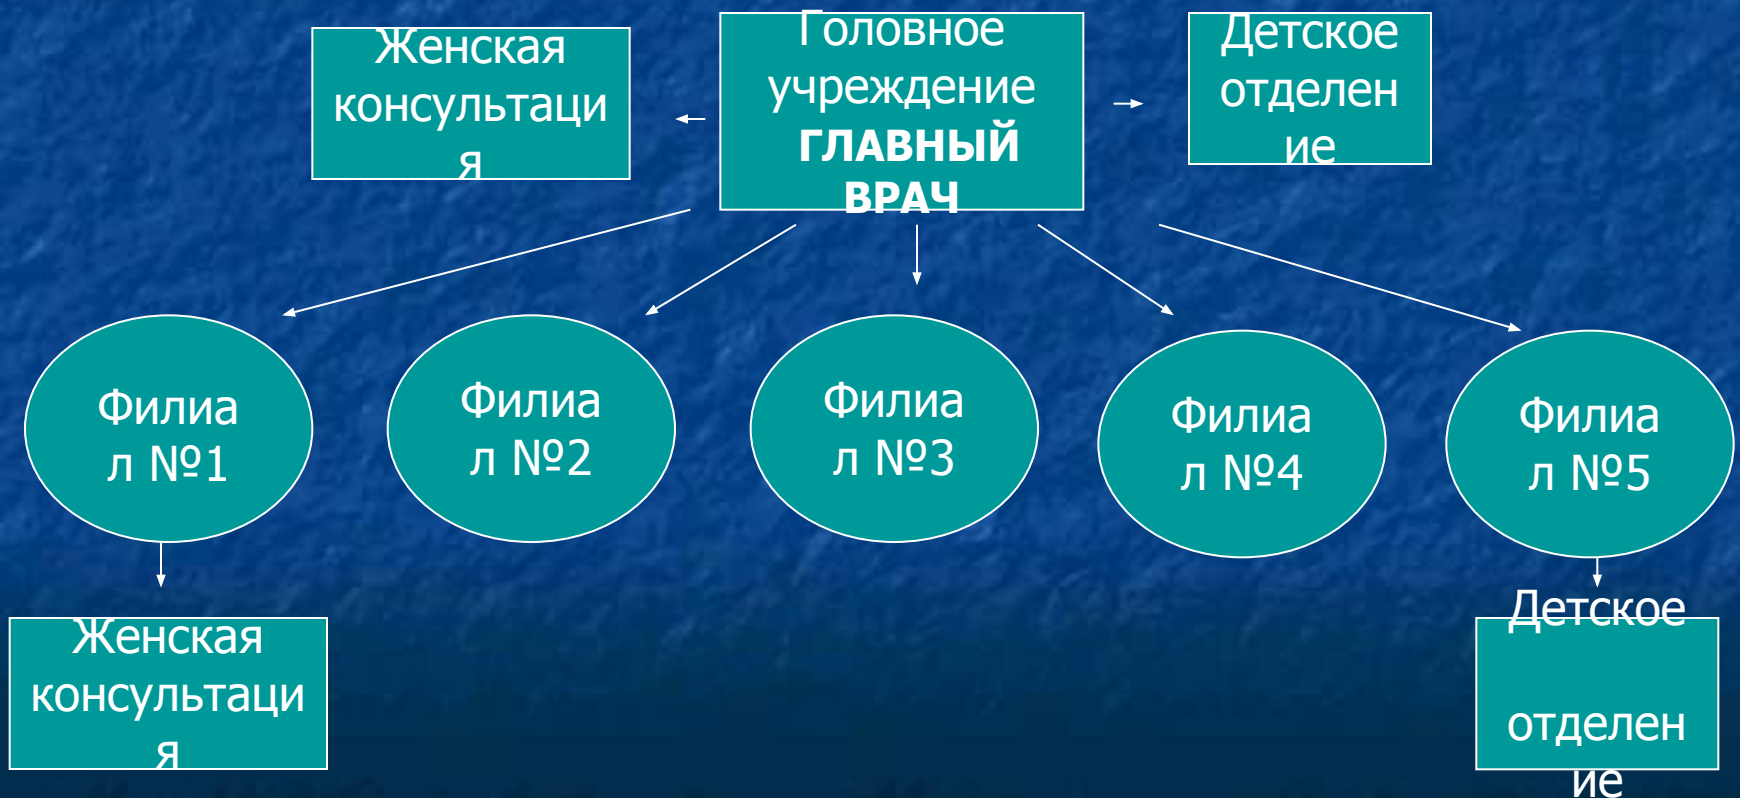 Женская
консультаци
я
Головное
учреждение
ГЛАВНЫЙ
ВРАЧ
Детское
отделен
ие
Филиа
л №1
Филиа
л №2
Филиа
л №3
Филиа
л №4
Филиа
л №5
Женская
консультаци
я
Детское
отделен
ие